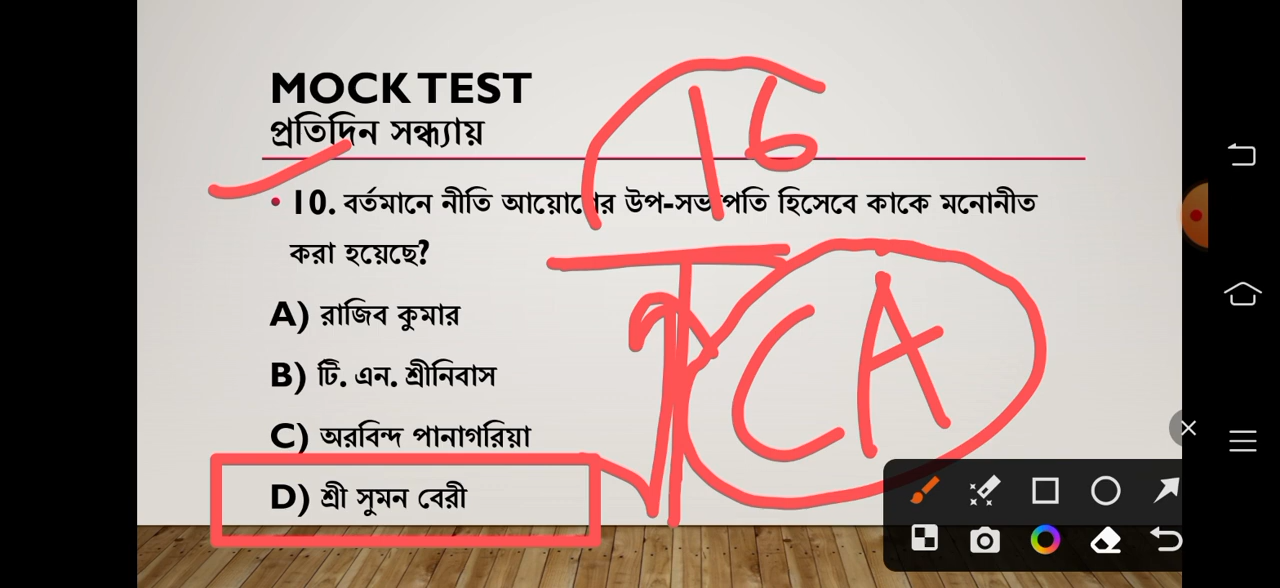 MOCK TEST
প্রতিদিন সন্ধ্যায়
• 10. বর্তমানে নীতি আয়োগের উপ-সভাপতি হিসেবে কাকে মনোনীত
করা হয়েছে?
A) রাজিব কুমার
B) টি. এন. শ্রীনিবাস
C) অরবিন্দ পানাগরিয়া
D) শ্রী সুমন বেরী
16
CA